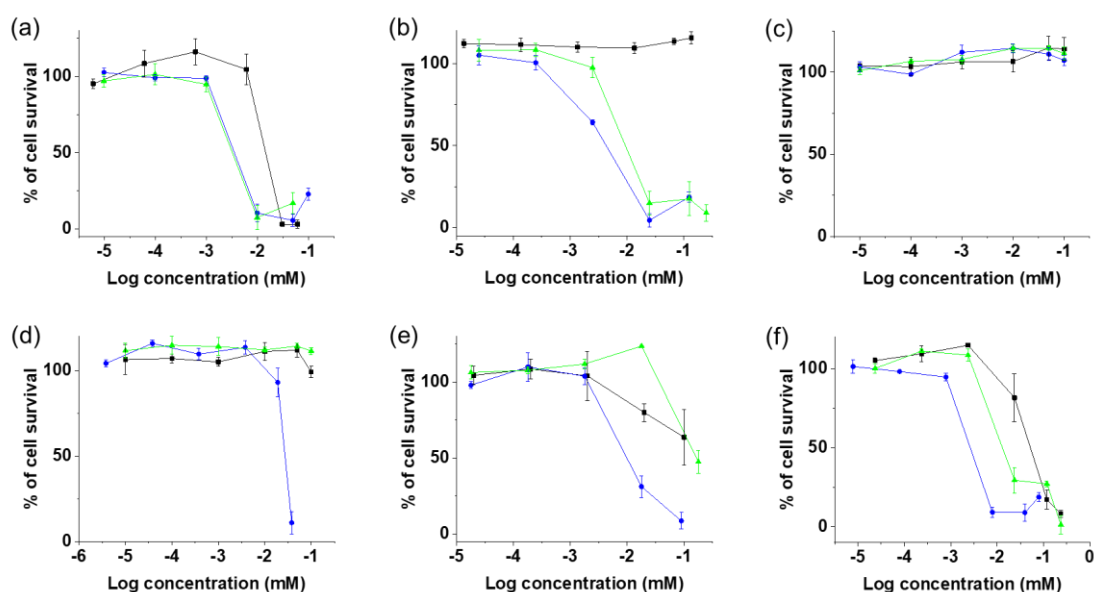 (a)
% of cell survival
100
50
0
-5
-4
-3
-2
-1
Log concentration (mM)
(b)
% of cell survival
100
50
0
-5
-4
-3
-2
-1
Log concentration (mM)
(c)
% of cell survival
100
50
0
-5
-4
-3
-2
-1
Log concentration (mM)
(d)
% of cell survival
100
50
0
-6
-5
-4
-3
-2
-1
Log concentration (mM)
(e)
% of cell survival
100
50
0
-5
-4
-3
-2
-1
Log concentration (mM)
(f)
% of cell survival
100
50
0
-5
-4
-3
-2
-1
0
Log concentration (mM)